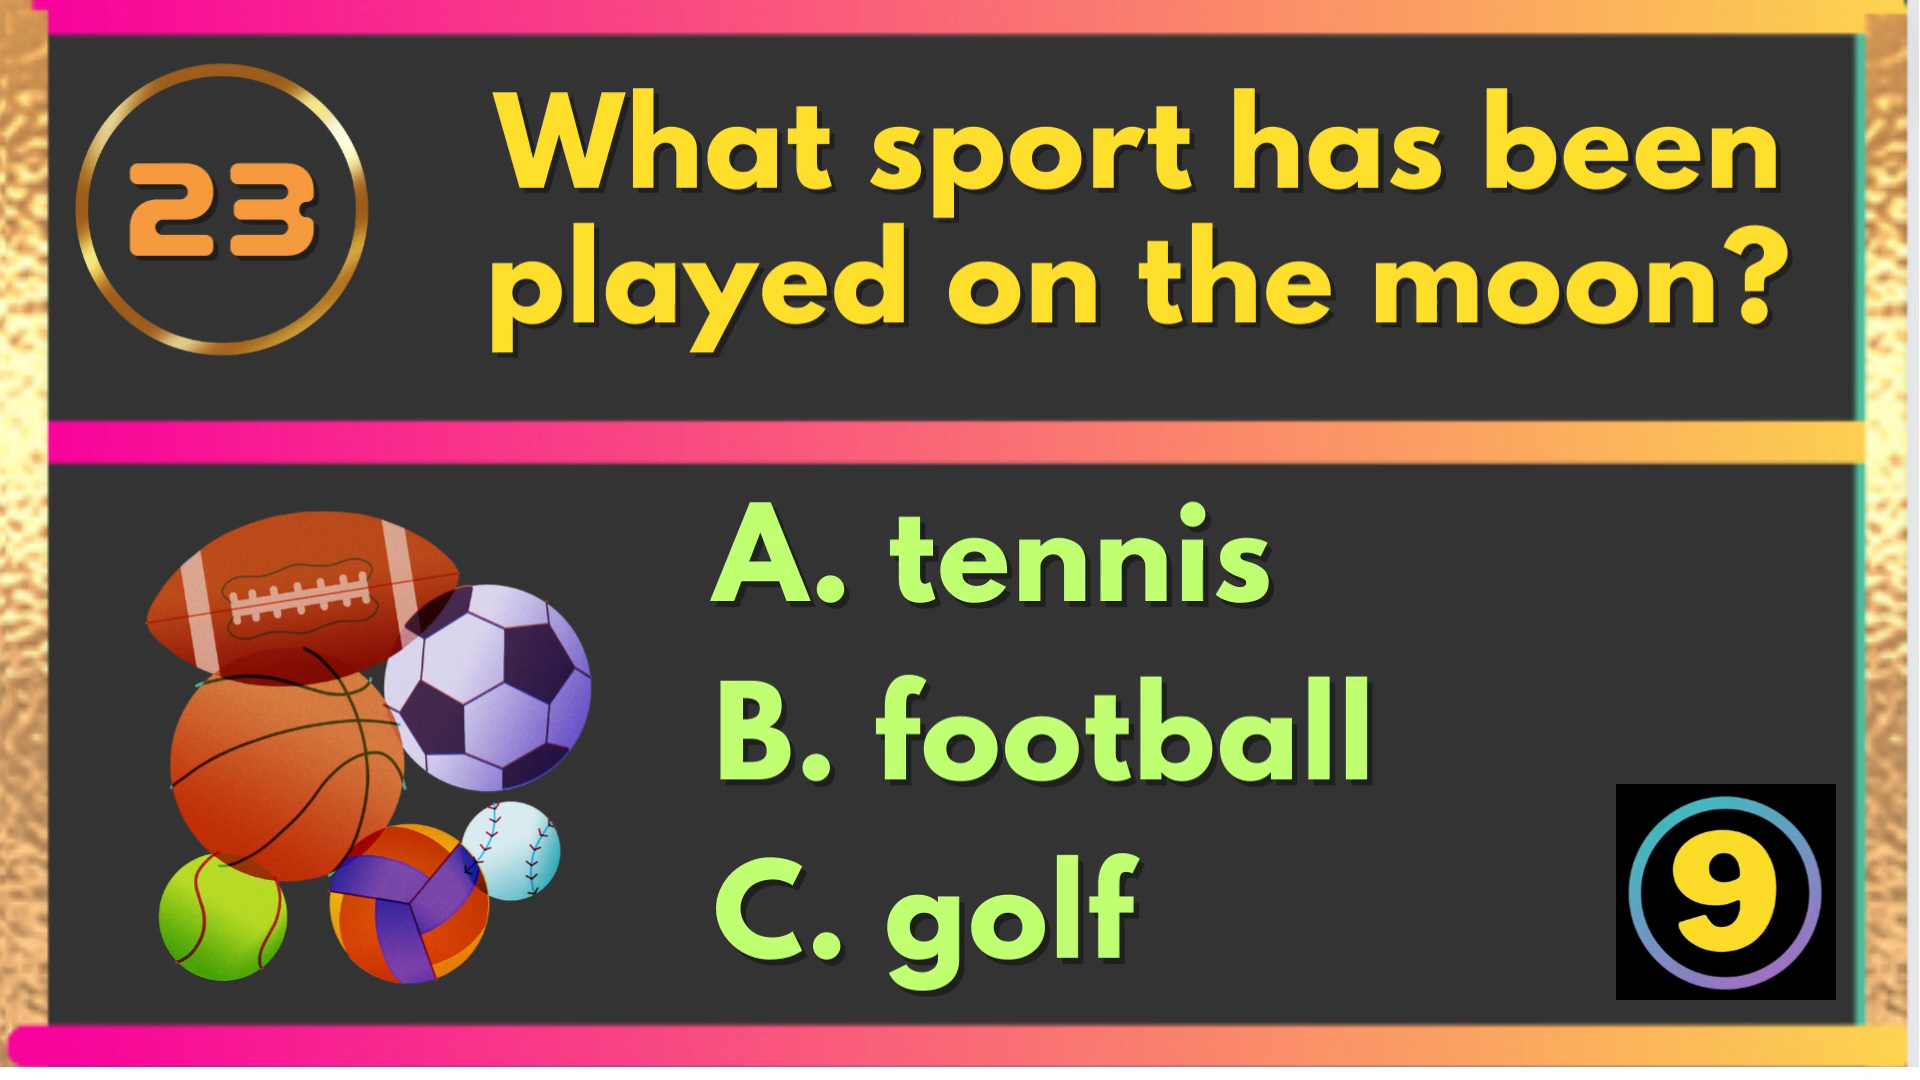 23
What sport has been
played on the moon?
A. tennis
B. football
C. golf
9